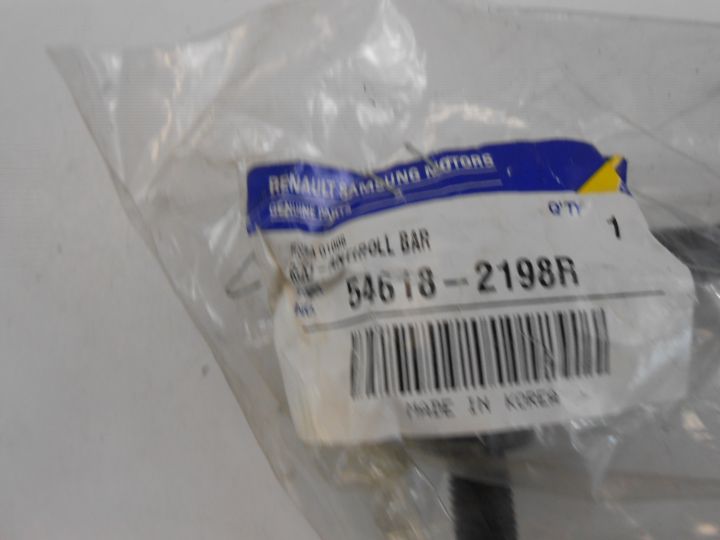 RENAULT SAMSUNG MOTORS
GENUINE PARTS
Q'TY 1
ROLL BAR
54618-2198R
MADE IN KOREA